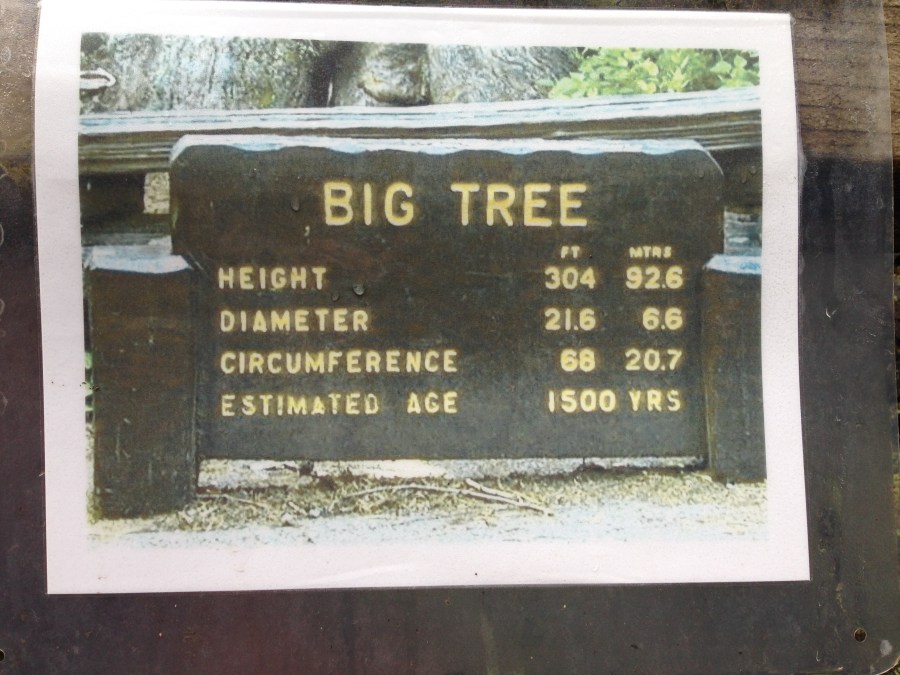 BIG TREE
FT MTRS
HEIGHT 304 92.6
DIAMETER 21.6 6.6
CIRCUMFERENCE 68 20.7
ESTIMATED AGE 1500 YRS